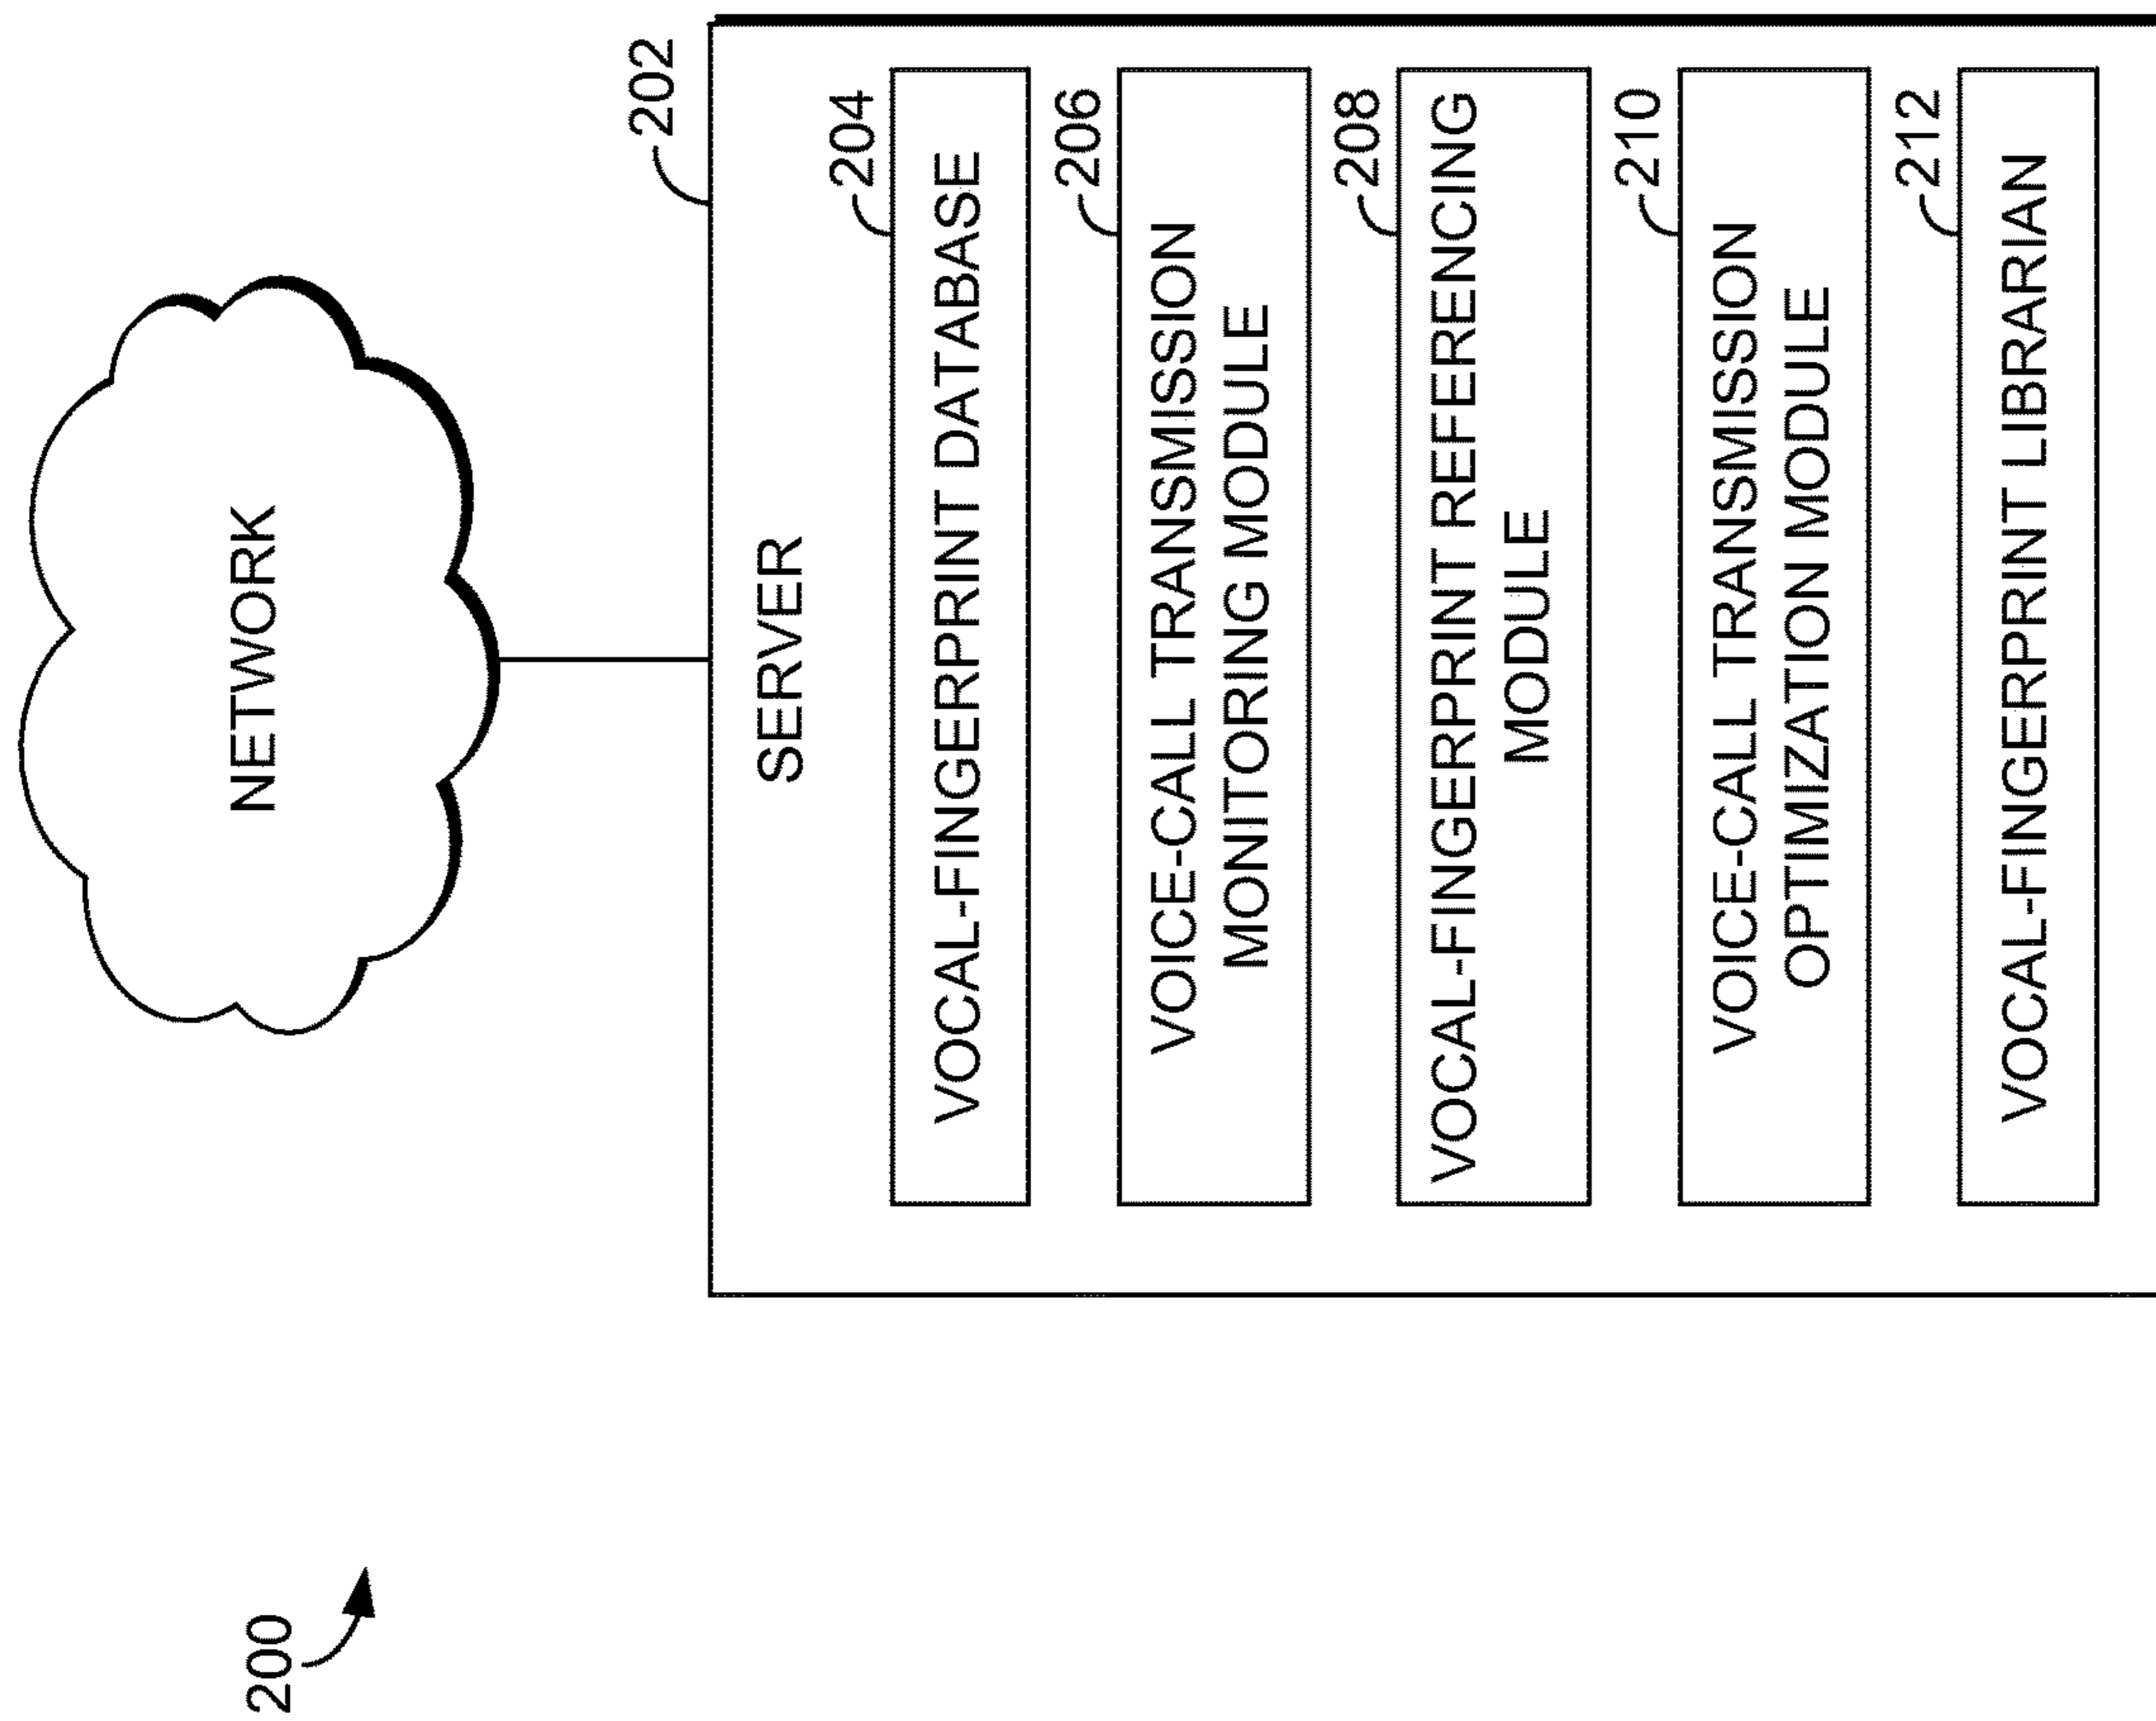 200
NETWORK
202
SERVER
204
VOCAL-FINGERPRINT DATABASE
206
VOICE-CALL TRANSMISSION
MONITORING MODULE
208
VOCAL-FINGERPRINT REFERENCING
MODULE
210
VOICE-CALL TRANSMISSION
OPTIMIZATION MODULE
212
VOCAL-FINGERPRINT LIBRARIAN